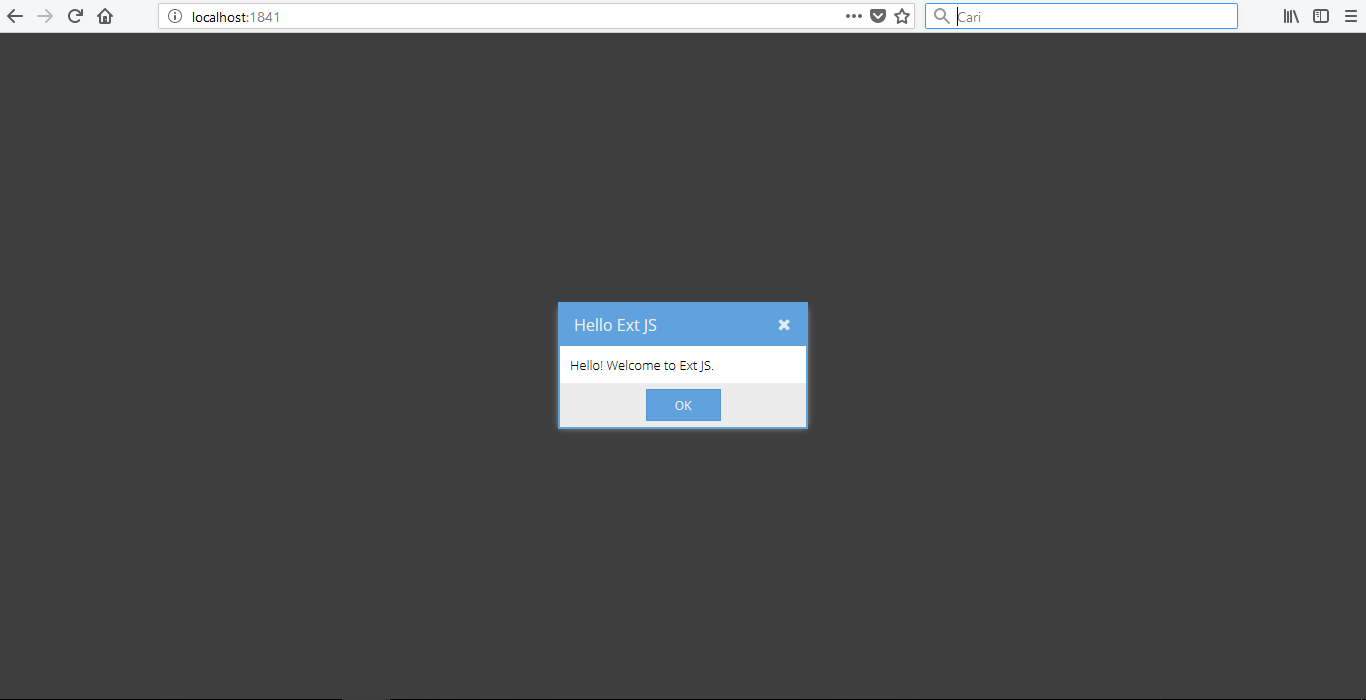 localhost:1841
Cari
Hello Ext JS
Hello! Welcome to Ext JS.
OK